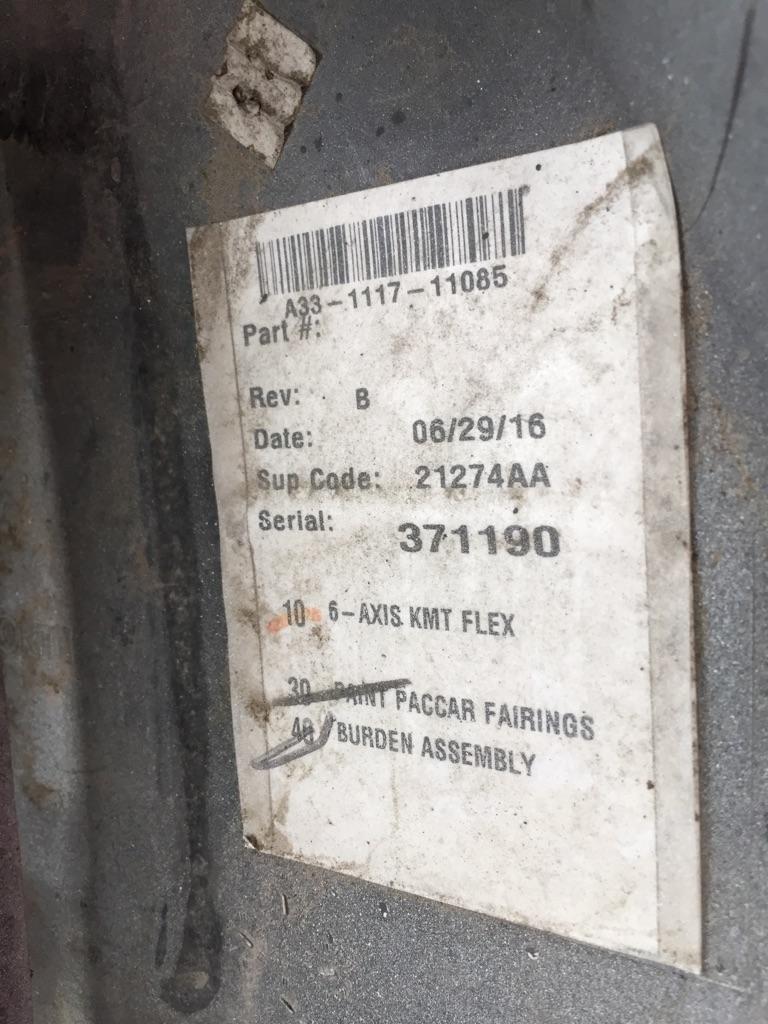 A33-1117-11085
Part #:
Rev: B
Date: 06/29/16
Sup Code: 21274AA
Serial: 371190
10 6-AXIS KMT FLEX
30 PAINT PACCAR FAIRINGS
40 BURDEN ASSEMBLY